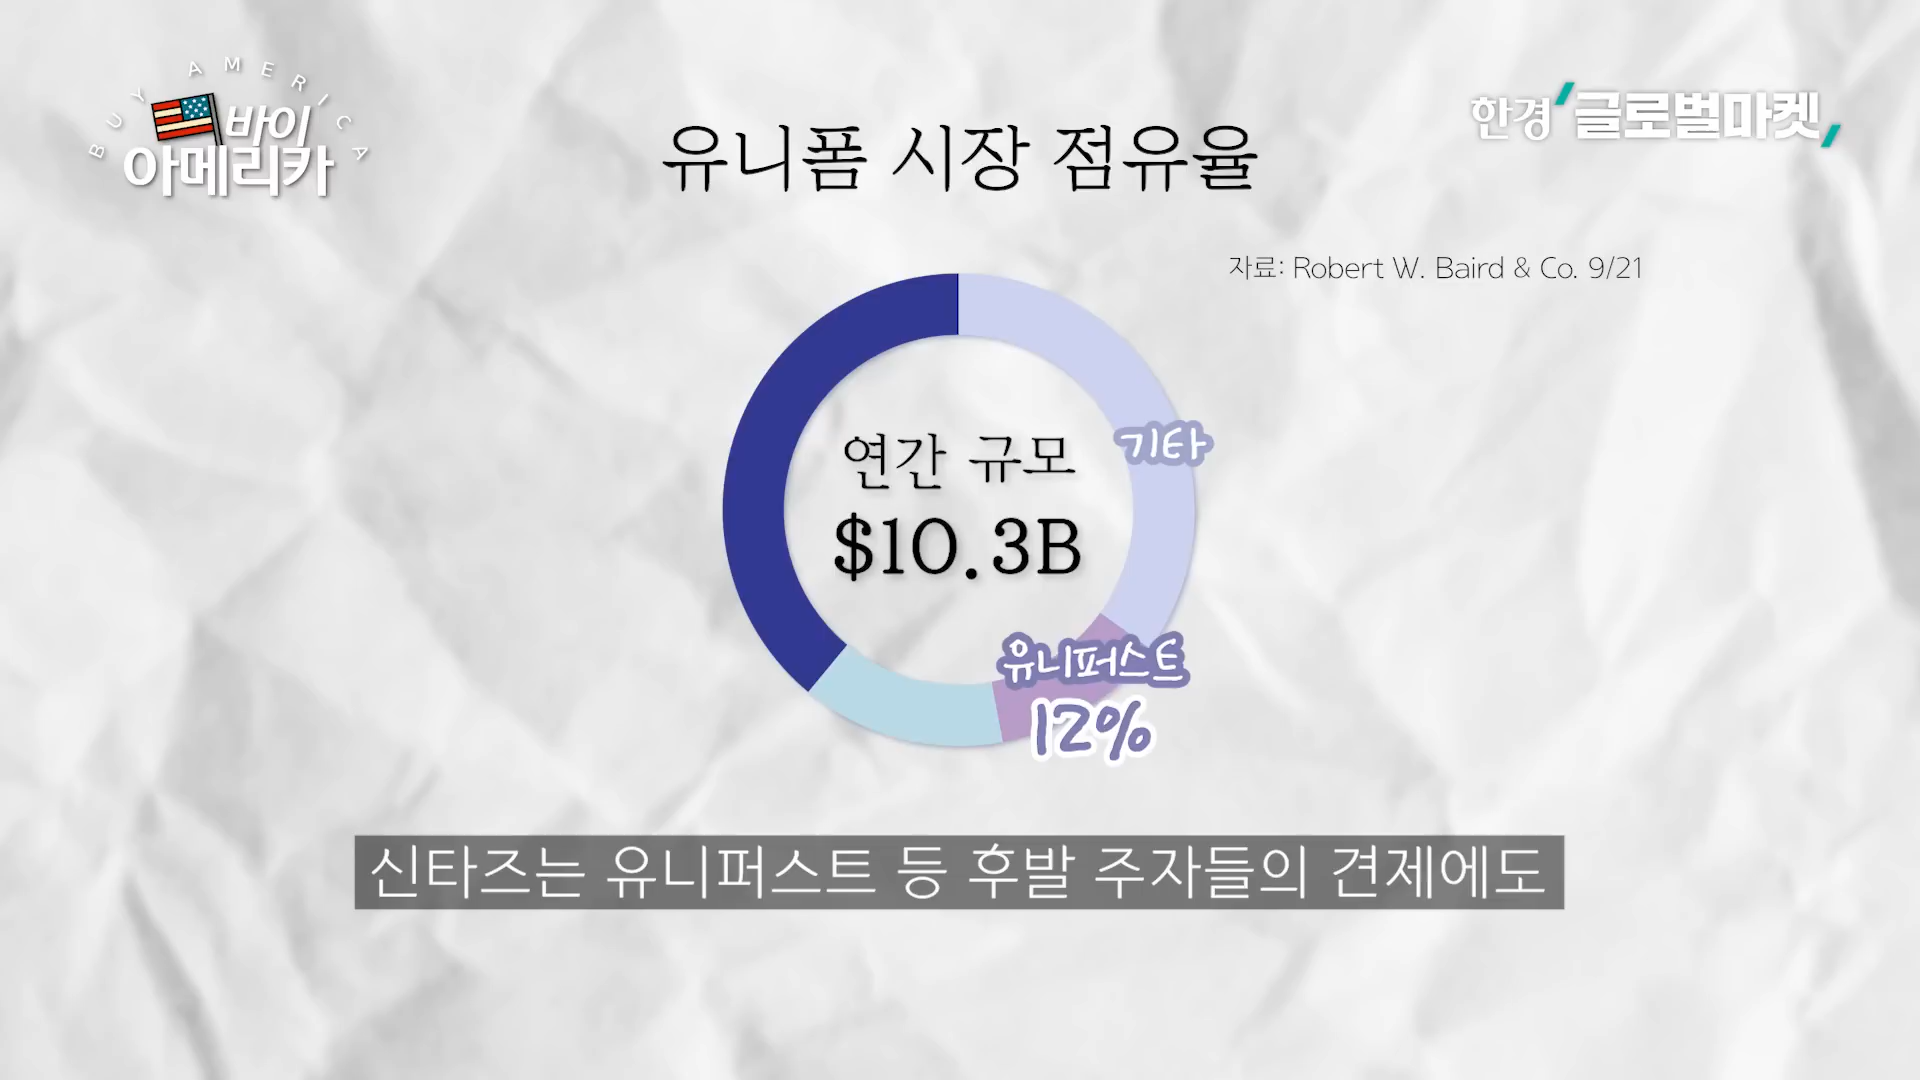 BUY AMERICA
바이
아메리카
한경 글로벌마켓
유니폼 시장 점유율
자료: Robert W. Baird & Co. 9/21
기타
연간 규모
$10.3B
유니퍼스트
12%
신타즈는 유니퍼스트 등 후발 주자들의 견제에도